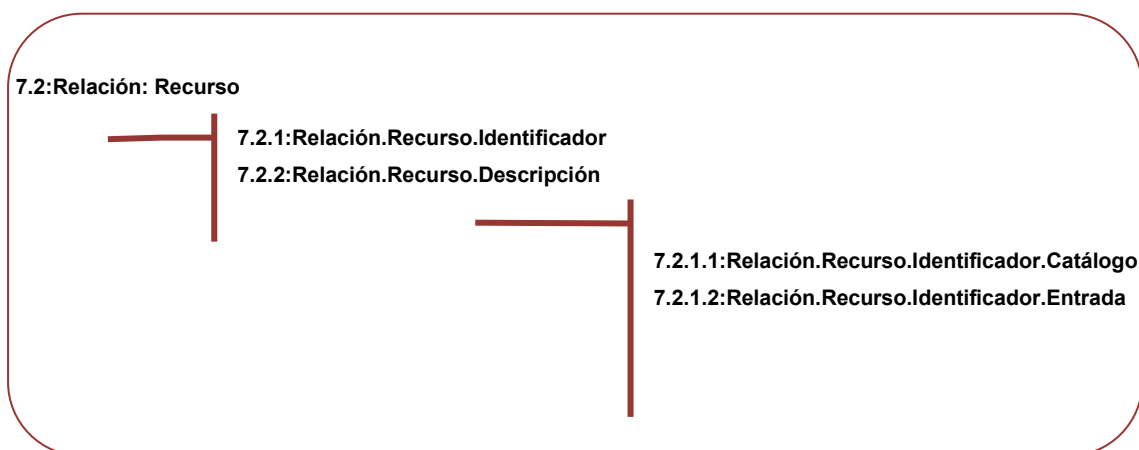 7.2:Relación: Recurso
7.2.1:Relación.Recurso.Identificador
7.2.2:Relación.Recurso.Descripción
7.2.1.1:Relación.Recurso.Identificador.Catálogo
7.2.1.2:Relación.Recurso.Identificador.Entrada